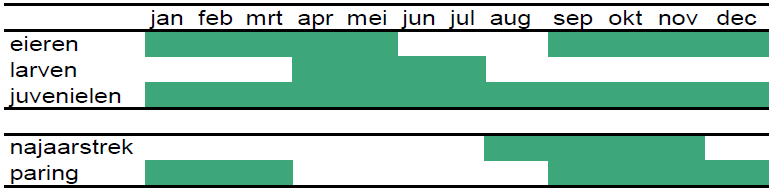 jan feb mrt apr mei jun jul aug sep okt nov dec
eieren
larven
juvenielen
najaarstrek
paring